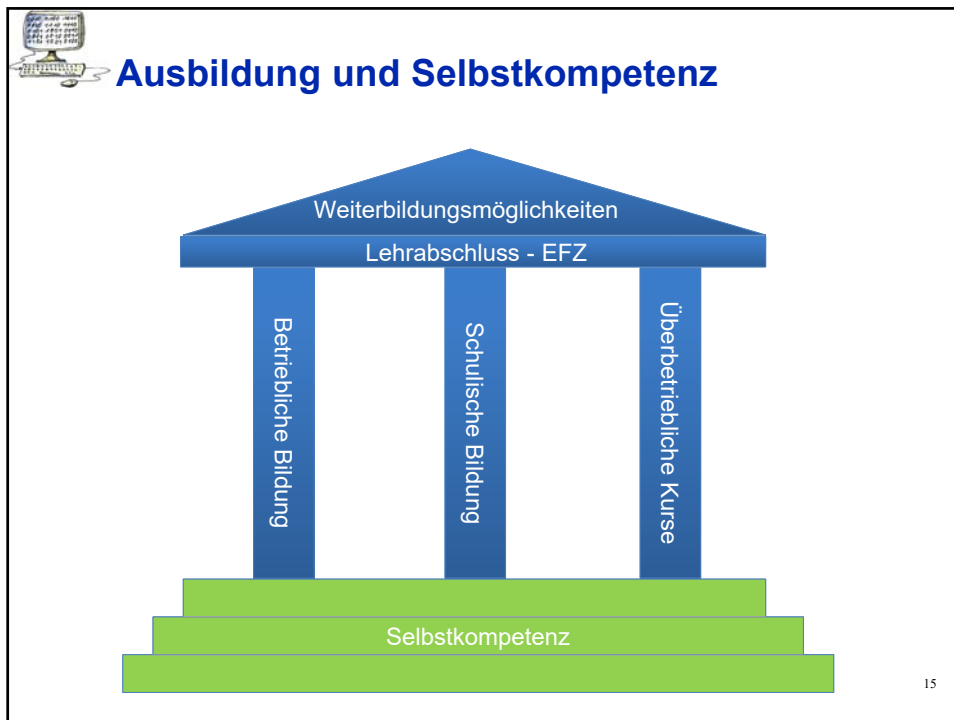 Ausbildung und Selbstkompetenz
Weiterbildungsmöglichkeiten
Lehrabschluss - EFZ
Betriebliche Bildung
Schulische Bildung
Überbetriebliche Kurse
Selbstkompetenz
15